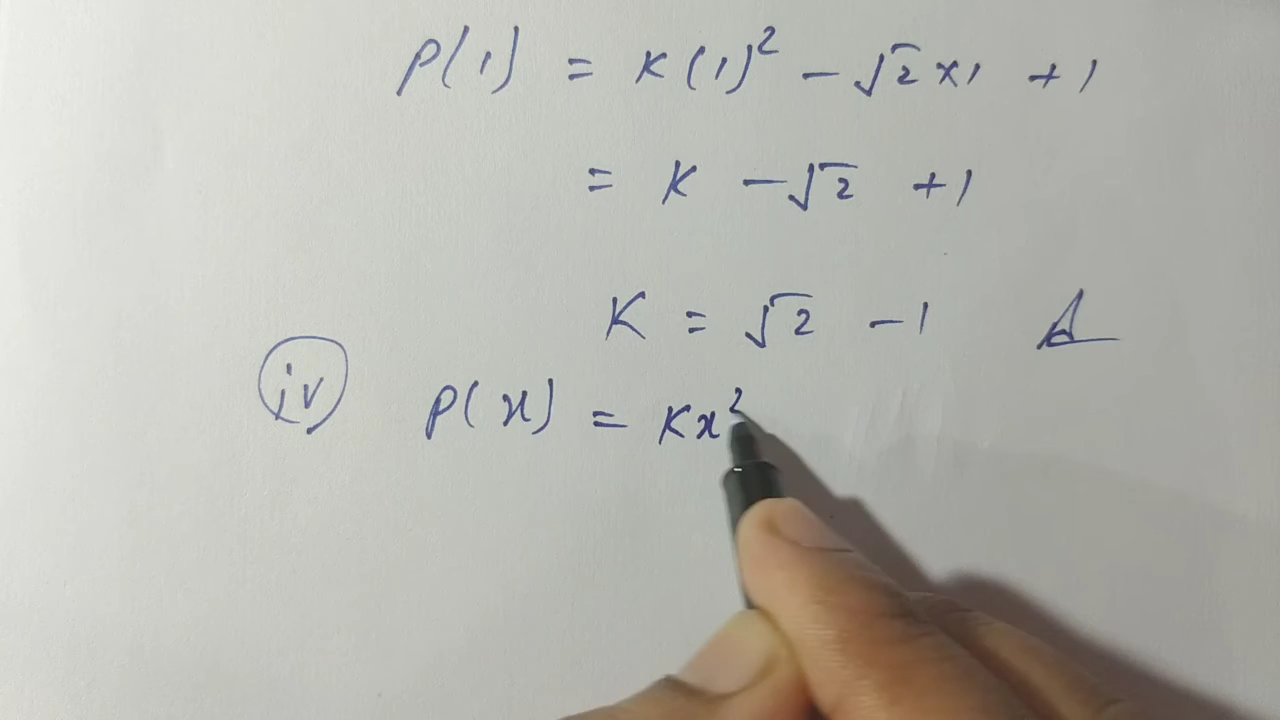 P(1) = K(1)² - √2 × 1 + 1
= K - √2 + 1
K = √2 - 1
iv P(x) = Kx²